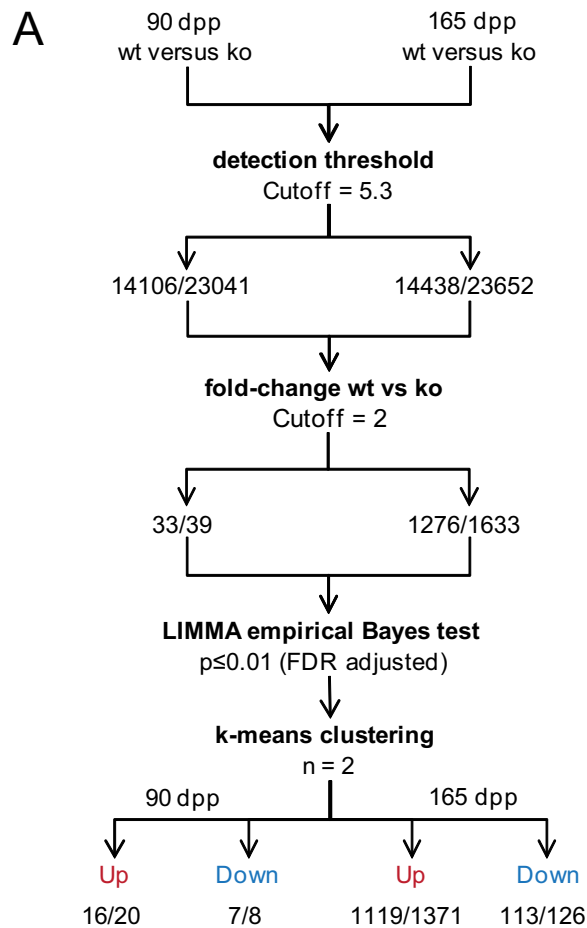 A
90 dpp
wt versus ko
165 dpp
wt versus ko
detection threshold
Cutoff = 5.3
14106/23041
14438/23652
fold-change wt vs ko
Cutoff = 2
33/39
1276/1633
LIMMA empirical Bayes test
p≤0.01 (FDR adjusted)
k-means clustering
n = 2
90 dpp
165 dpp
Up
Down
Up
Down
16/20
7/8
1119/1371
113/126